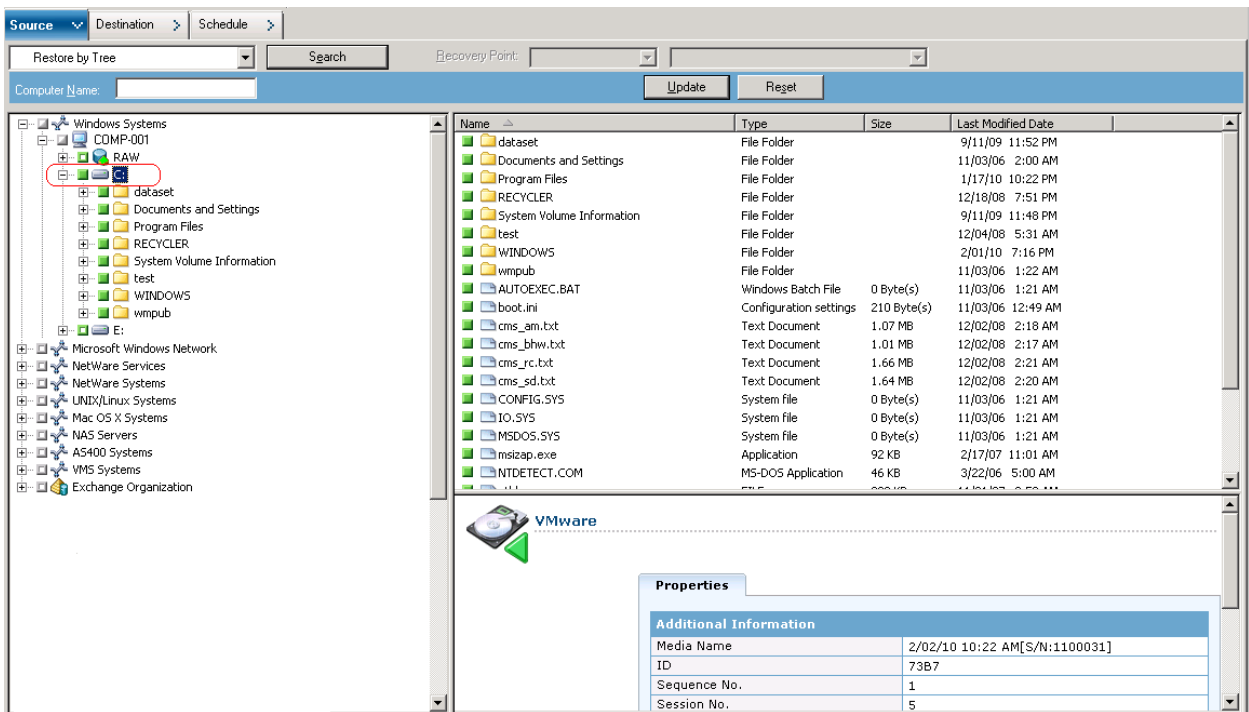 Source Destination Schedule
Restore by Tree Search Recovery Point:
Computer Name: Update Reset
Windows Systems
COMP-001
RAW
C:
dataset
Documents and Settings
Program Files
RECYCLER
System Volume Information
test
WINDOWS
wmpub
E:
Microsoft Windows Network
NetWare Services
NetWare Systems
UNIX/Linux Systems
Mac OS X Systems
NAS Servers
AS400 Systems
VMS Systems
Exchange Organization
Name Type Size Last Modified Date
dataset File Folder 9/11/09 11:52 PM
Documents and Settings File Folder 11/03/06 2:00 AM
Program Files File Folder 1/17/10 10:22 PM
RECYCLER File Folder 12/18/08 7:51 PM
System Volume Information File Folder 9/11/09 11:48 PM
test File Folder 12/04/08 5:31 AM
WINDOWS File Folder 2/01/10 7:16 PM
wmpub File Folder 11/03/06 1:22 AM
AUTOEXEC.BAT Windows Batch File 0 Byte(s) 11/03/06 1:21 AM
boot.ini Configuration settings 210 Byte(s) 11/03/06 12:49 AM
cms_am.txt Text Document 1.07 MB 12/02/08 2:18 AM
cms_bhw.txt Text Document 1.01 MB 12/02/08 2:17 AM
cms_rc.txt Text Document 1.66 MB 12/02/08 2:21 AM
cms_sd.txt Text Document 1.64 MB 12/02/08 2:20 AM
CONFIG.SYS System file 0 Byte(s) 11/03/06 1:21 AM
IO.SYS System file 0 Byte(s) 11/03/06 1:21 AM
MSDOS.SYS System file 0 Byte(s) 11/03/06 1:21 AM
msizap.exe Application 92 KB 2/17/07 11:01 AM
NTDETECT.COM MS-DOS Application 46 KB 3/22/06 5:00 AM
VMware
Properties
Additional Information
Media Name 2/02/10 10:22 AM[S/N:1100031]
ID 73B7
Sequence No. 1
Session No. 5